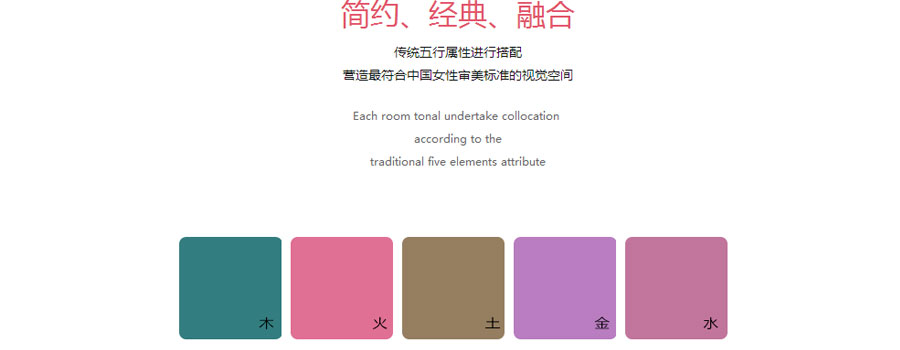 简约、经典、融合
传统五行属性进行搭配
营造最符合中国女性审美标准的视觉空间
Each room tonal undertake collocation
according to the
traditional five elements attribute
木 火 土 金 水